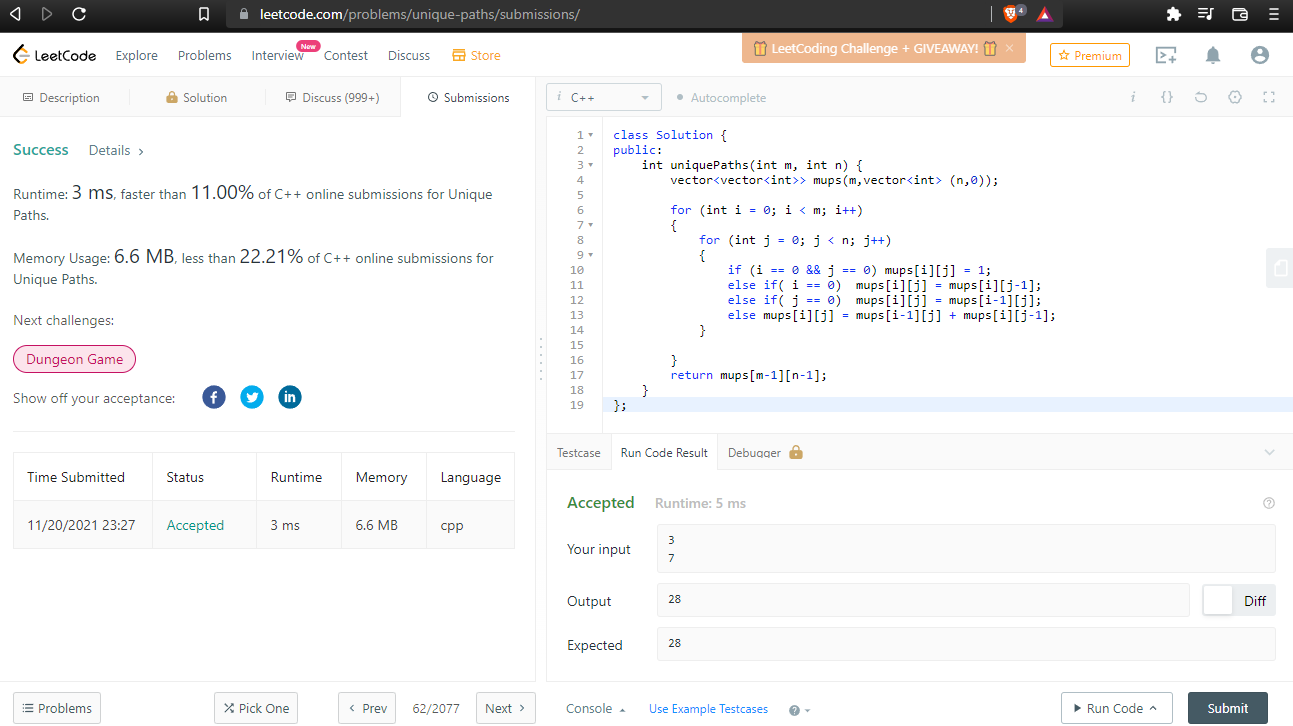 leetcode.com/problems/unique-paths/submissions/
4
LeetCode Explore Problems Interview New Contest Discuss Store
LeetCoding Challenge + GIVEAWAY! ×
Premium
Description Solution Discuss (999+) Submissions
Success Details >
Runtime: 3 ms, faster than 11.00% of C++ online submissions for Unique
Paths.
Memory Usage: 6.6 MB, less than 22.21% of C++ online submissions for
Unique Paths.
Next challenges:
Dungeon Game
Show off your acceptance:
Time Submitted Status Runtime Memory Language
11/20/2021 23:27 Accepted 3 ms 6.6 MB cpp
Problems Pick One < Prev 62/2077 Next >
i C++ Autocomplete
i {}
1 class Solution {
2 public:
3 int uniquePaths(int m, int n) {
4 vector<vector<int>> mups(m,vector<int> (n,0));
5
6 for (int i = 0; i < m; i++)
7 {
8 for (int j = 0; j < n; j++)
9 {
10 if (i == 0 && j == 0) mups[i][j] = 1;
11 else if( i == 0)  mups[i][j] = mups[i][j-1];
12 else if( j == 0)  mups[i][j] = mups[i-1][j];
13 else mups[i][j] = mups[i-1][j] + mups[i][j-1];
14 }
15
16 }
17 return mups[m-1][n-1];
18 }
19 };
Testcase Run Code Result Debugger
Accepted Runtime: 5 ms
Your input
3
7
Output 28 Diff
Expected 28
Console Use Example Testcases Run Code Submit